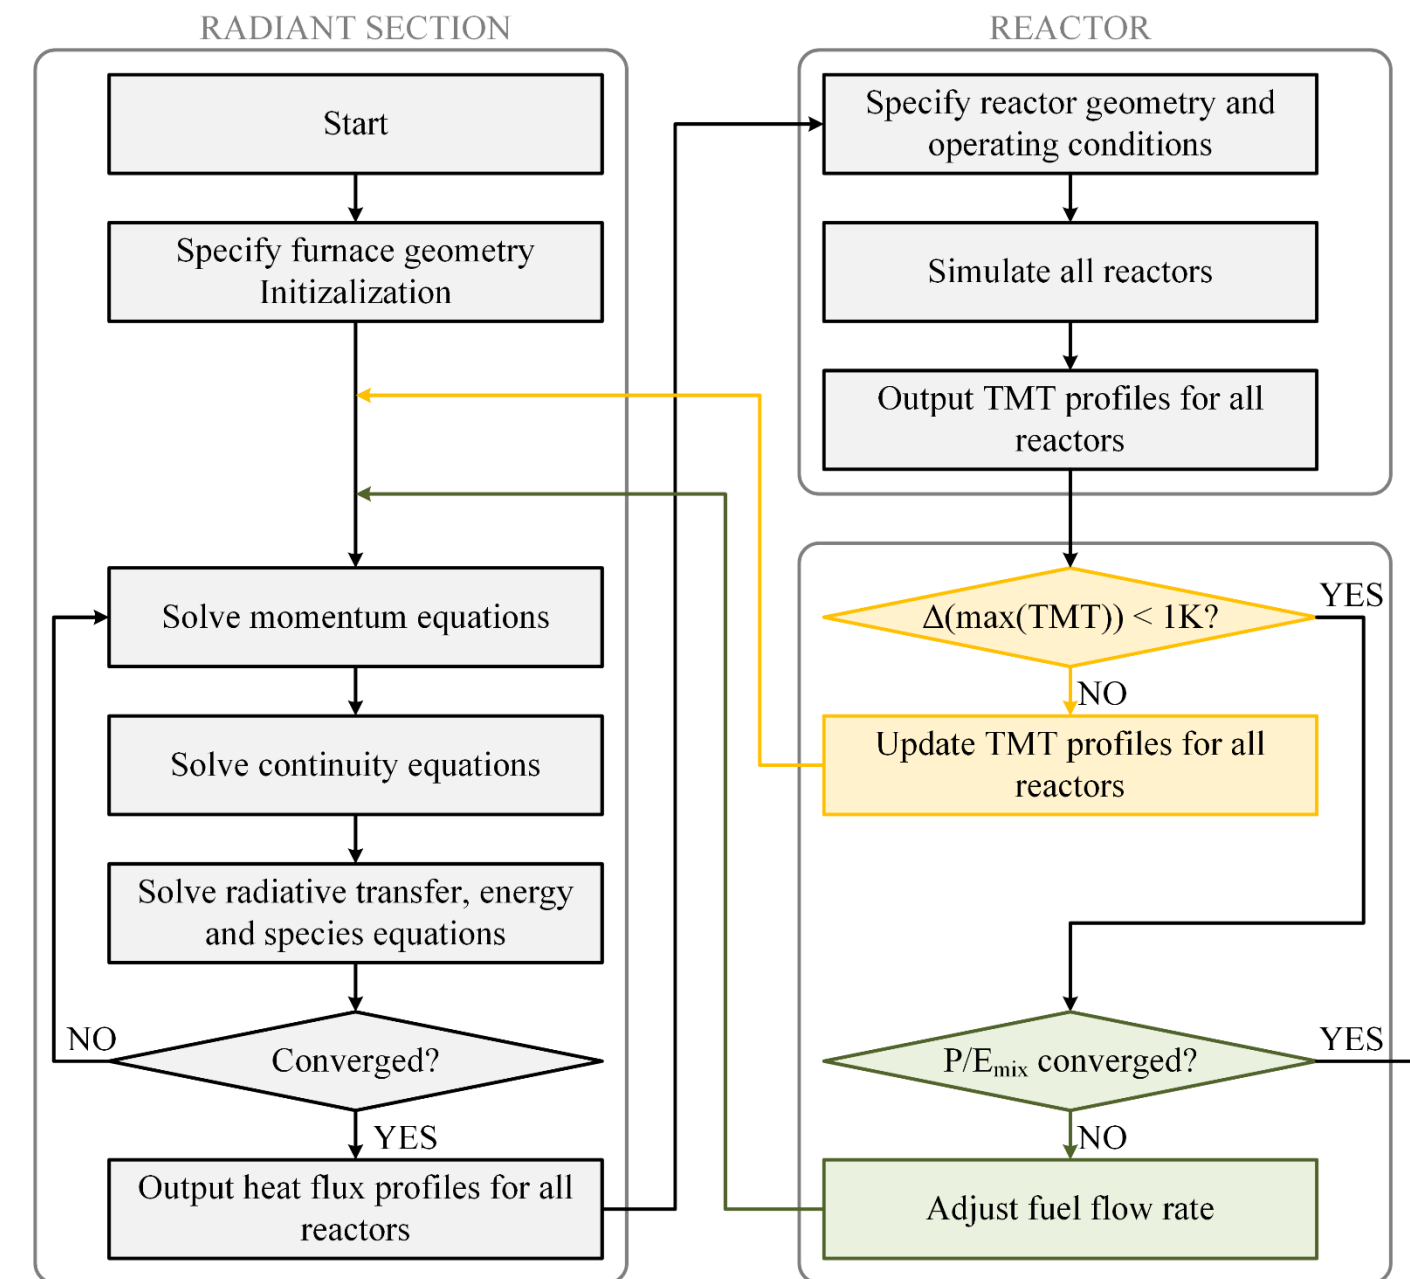 RADIANT SECTION
Start
Specify furnace geometry
Initizalization
Solve momentum equations
Solve continuity equations
Solve radiative transfer, energy
and species equations
NO
Converged?
YES
Output heat flux profiles for all
reactors
REACTOR
Specify reactor geometry and
operating conditions
Simulate all reactors
Output TMT profiles for all
reactors
Δ(max(TMT)) < 1K?
YES
NO
Update TMT profiles for all
reactors
P/Emix converged?
YES
NO
Adjust fuel flow rate